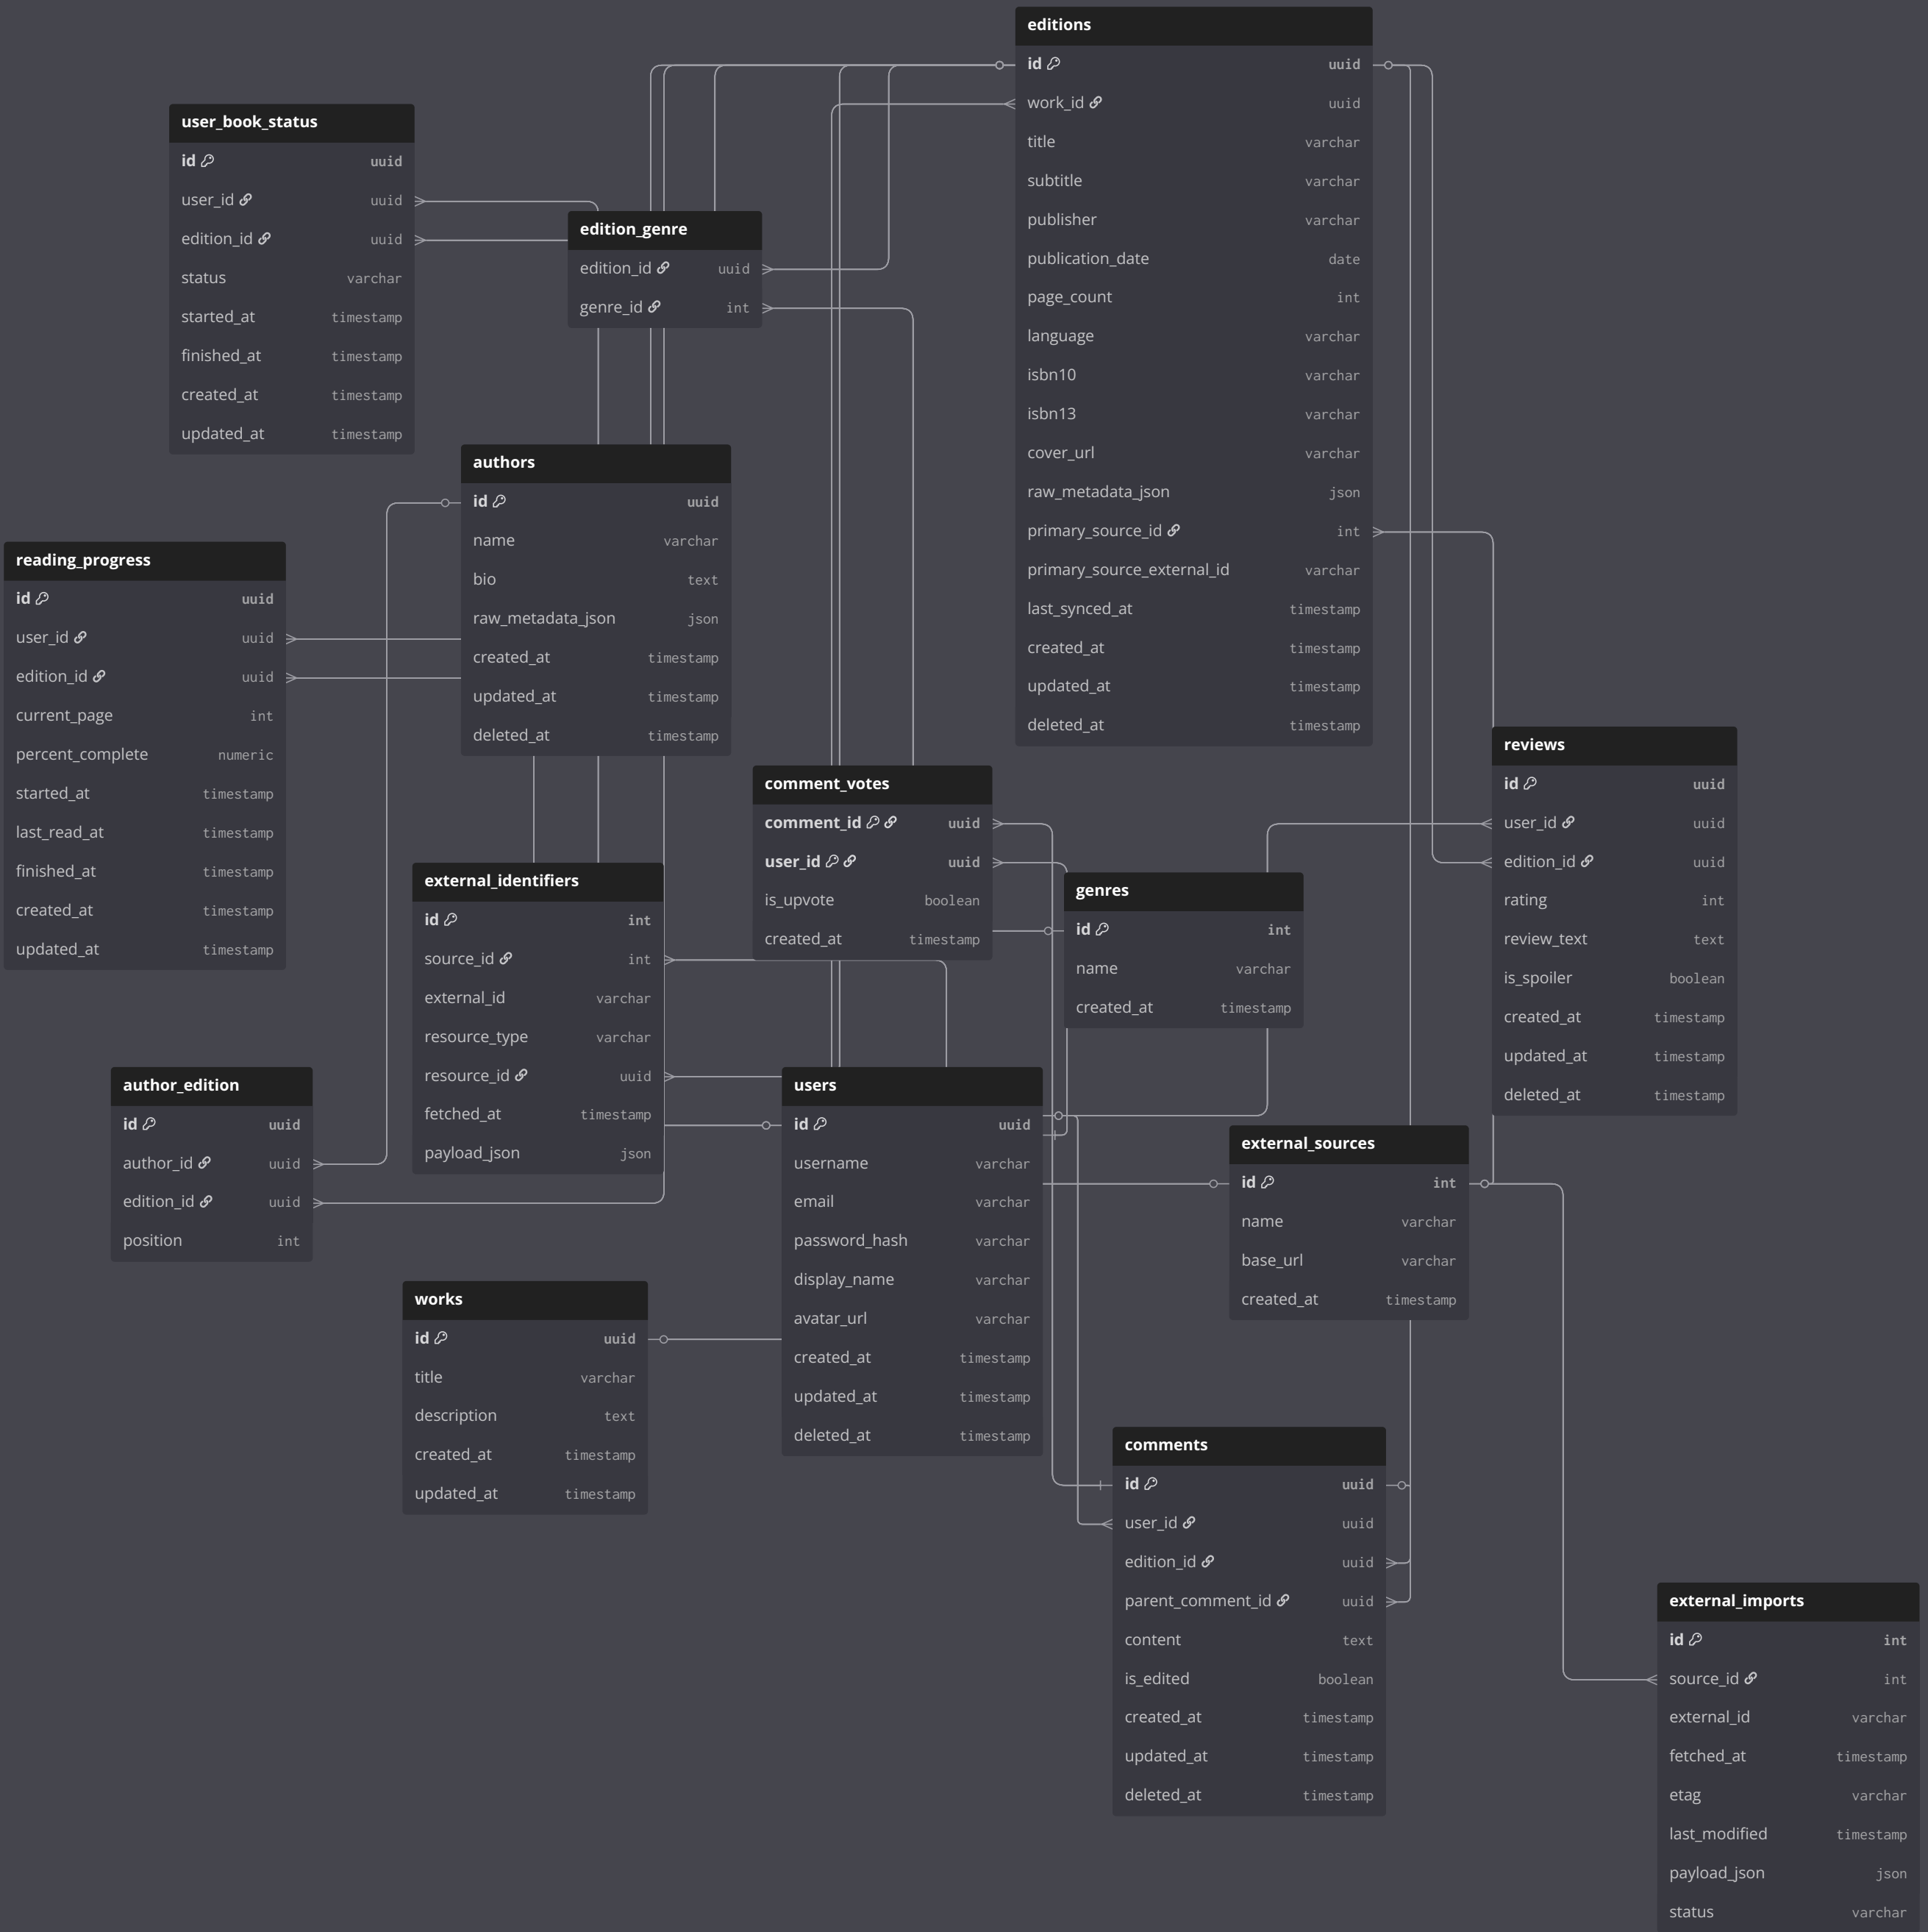 editions
id uuid
work_id uuid
title varchar
subtitle varchar
publisher varchar
publication_date date
page_count int
language varchar
isbn10 varchar
isbn13 varchar
cover_url varchar
raw_metadata_json json
primary_source_id int
primary_source_external_id varchar
last_synced_at timestamp
created_at timestamp
updated_at timestamp
deleted_at timestamp
user_book_status
id uuid
user_id uuid
edition_id uuid
status varchar
started_at timestamp
finished_at timestamp
created_at timestamp
updated_at timestamp
edition_genre
edition_id uuid
genre_id int
authors
id uuid
name varchar
bio text
raw_metadata_json json
created_at timestamp
updated_at timestamp
deleted_at timestamp
reading_progress
id uuid
user_id uuid
edition_id uuid
current_page int
percent_complete numeric
started_at timestamp
last_read_at timestamp
finished_at timestamp
created_at timestamp
updated_at timestamp
reviews
id uuid
user_id uuid
edition_id uuid
rating int
review_text text
is_spoiler boolean
created_at timestamp
updated_at timestamp
deleted_at timestamp
comment_votes
comment_id uuid
user_id uuid
is_upvote boolean
created_at timestamp
external_identifiers
id int
source_id int
external_id varchar
resource_type varchar
resource_id uuid
fetched_at timestamp
payload_json json
genres
id int
name varchar
created_at timestamp
author_edition
id uuid
author_id uuid
edition_id uuid
position int
users
id uuid
username varchar
email varchar
password_hash varchar
display_name varchar
avatar_url varchar
created_at timestamp
updated_at timestamp
deleted_at timestamp
external_sources
id int
name varchar
base_url varchar
created_at timestamp
works
id uuid
title varchar
description text
created_at timestamp
updated_at timestamp
comments
id uuid
user_id uuid
edition_id uuid
parent_comment_id uuid
content text
is_edited boolean
created_at timestamp
updated_at timestamp
deleted_at timestamp
external_imports
id int
source_id int
external_id varchar
fetched_at timestamp
etag varchar
last_modified timestamp
payload_json json
status varchar